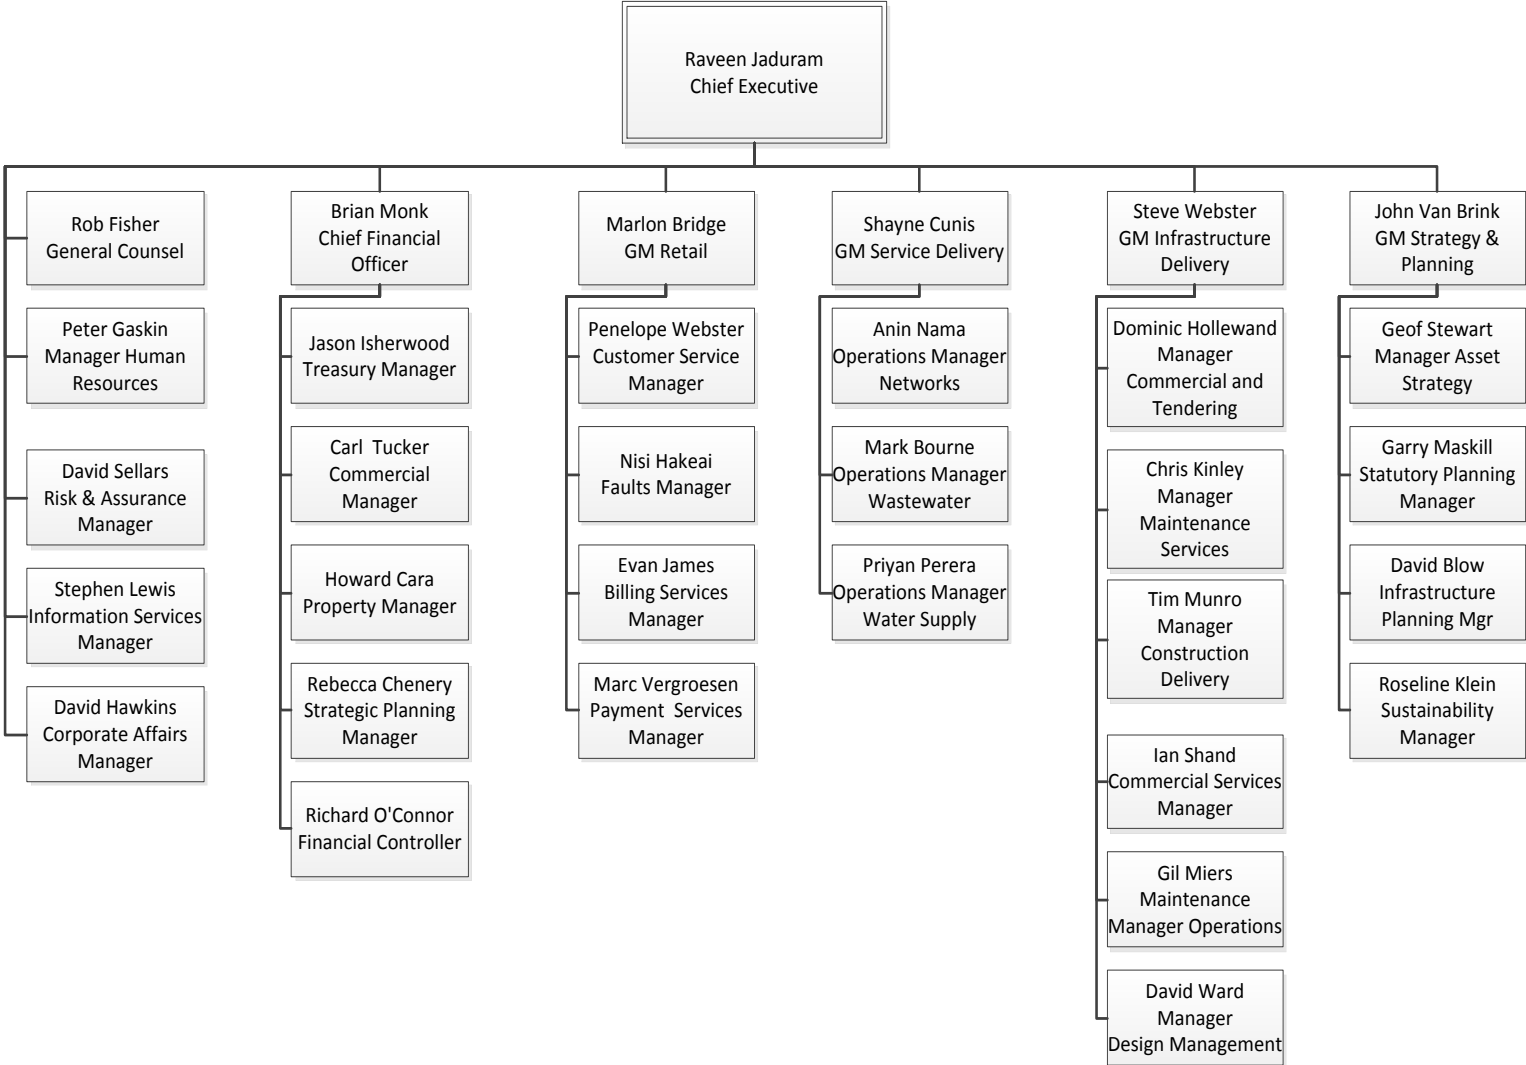 Raveen Jaduram
Chief Executive
Rob Fisher
General Counsel
Peter Gaskin
Manager Human
Resources
David Sellars
Risk & Assurance
Manager
Stephen Lewis
Information Services
Manager
David Hawkins
Corporate Affairs
Manager
Brian Monk
Chief Financial
Officer
Jason Isherwood
Treasury Manager
Carl Tucker
Commercial
Manager
Howard Cara
Property Manager
Rebecca Chenery
Strategic Planning
Manager
Richard O'Connor
Financial Controller
Marlon Bridge
GM Retail
Penelope Webster
Customer Service
Manager
Nisi Hakeai
Faults Manager
Evan James
Billing Services
Manager
Marc Vergroesen
Payment Services
Manager
Shayne Cunis
GM Service Delivery
Anin Nama
Operations Manager
Networks
Mark Bourne
Operations Manager
Wastewater
Priyan Perera
Operations Manager
Water Supply
Steve Webster
GM Infrastructure
Delivery
Dominic Hollewand
Manager
Commercial and
Tendering
Chris Kinley
Manager
Maintenance
Services
Tim Munro
Manager
Construction
Delivery
Ian Shand
Commercial Services
Manager
Gil Miers
Maintenance
Manager Operations
David Ward
Manager
Design Management
John Van Brink
GM Strategy &
Planning
Geof Stewart
Manager Asset
Strategy
Garry Maskill
Statutory Planning
Manager
David Blow
Infrastructure
Planning Mgr
Roseline Klein
Sustainability
Manager